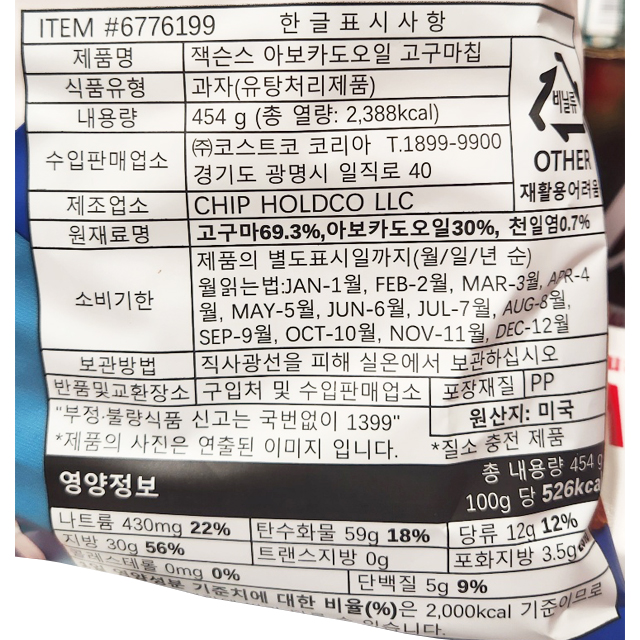 ITEM #6776199 한글표시사항
제품명 잭슨스 아보카도오일 고구마칩
식품유형 과자(유탕처리제품)
내용량 454 g (총 열량: 2,388kcal)
수입판매업소 ㈜코스트코 코리아 T.1899-9900
경기도 광명시 일직로 40
비닐류
OTHER
재활용어려움
제조업소 CHIP HOLDCO LLC
원재료명 고구마69.3%,아보카도오일30%, 천일염0.7%
소비기한 제품의 별도표시일까지(월/일/년 순)
월읽는법:JAN-1월, FEB-2월, MAR-3월, APR-4
월, MAY-5월, JUN-6월, JUL-7월, AUG-8월,
SEP-9월, OCT-10월, NOV-11월, DEC-12월
보관방법 직사광선을 피해 실온에서 보관하십시오
반품및교환장소 구입처 및 수입판매업소 포장재질 PP
"부정·불량식품 신고는 국번없이 1399" 원산지: 미국
*제품의 사진은 연출된 이미지 입니다. *질소 충전 제품
영양정보 총 내용량 454 g
100g 당 526kca
나트륨 430mg 22% 탄수화물 59g 18% 당류 12g 12%
지방 30g 56% 트랜스지방 0g 포화지방 3.5g
콜레스테롤 0mg 0% 단백질 5g 9%
영양성분 기준치에 대한 비율(%)은 2,000kcal 기준이므로